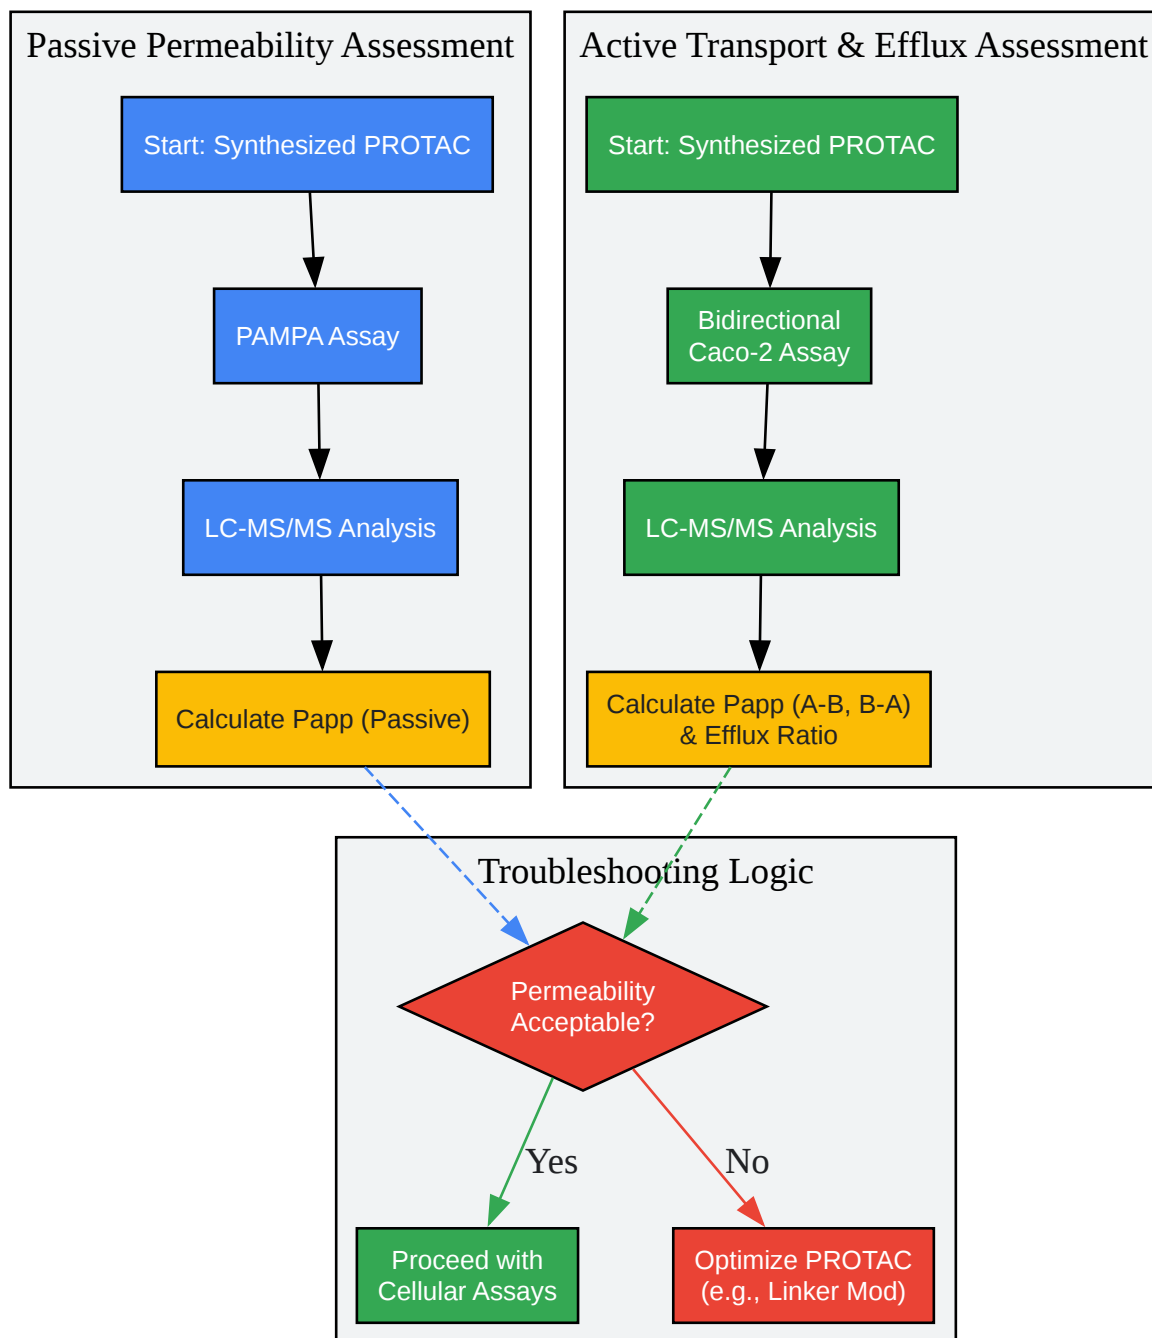 Passive Permeability Assessment
Start: Synthesized PROTAC
PAMPA Assay
LC-MS/MS Analysis
Calculate Papp (Passive)
Active Transport & Efflux Assessment
Start: Synthesized PROTAC
Bidirectional
Caco-2 Assay
LC-MS/MS Analysis
Calculate Papp (A-B, B-A)
& Efflux Ratio
Troubleshooting Logic
Permeability
Acceptable?
Yes
No
Proceed with
Cellular Assays
Optimize PROTAC
(e.g., Linker Mod)